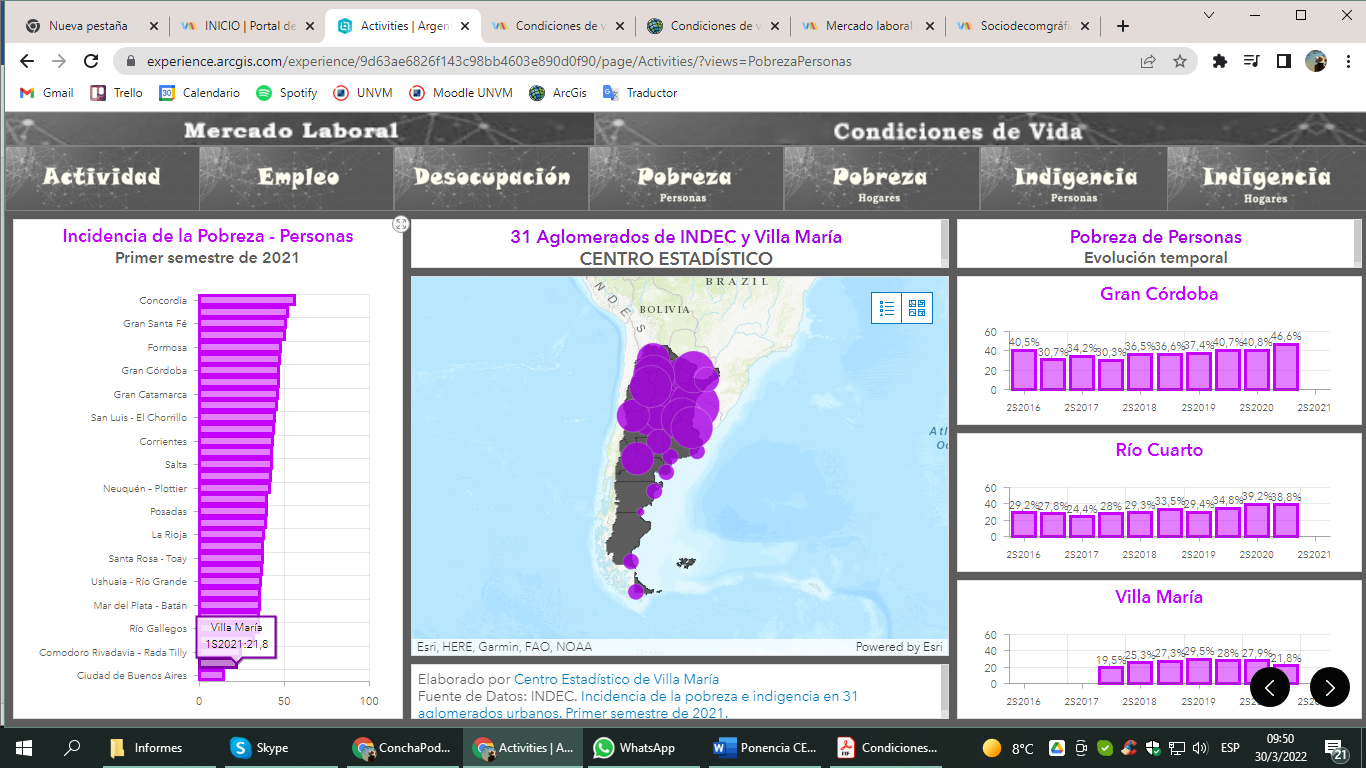 Nueva pestaña
INICIO | Portal de
Activities | Argen
Condiciones de v
Condiciones de v
Mercado laboral
Sociodecomgráfi
experience.arcgis.com/experience/9d63ae6826f143c98bb4603e890d0f90/page/Activities/?views=PobrezaPersonas
Gmail
Trello
Calendario
Spotify
UNVM
Moodle UNVM
ArcGis
Traductor
Mercado Laboral
Condiciones de Vida
Actividad
Empleo
Desocupación
Pobreza
Personas
Pobreza
Hogares
Indigencia
Personas
Indigencia
Hogares
Incidencia de la Pobreza - Personas
Primer semestre de 2021
Concordia
Gran Santa Fé
Formosa
Gran Córdoba
Gran Catamarca
San Luis - El Chorrillo
Corrientes
Salta
Neuquén – Plottier
Posadas
La Rioja
Santa Rosa - Toay
Ushuaia - Río Grande
Mar del Plata - Batán
Río Gallegos
Comodoro Rivadavia – Rada Tilly
Ciudad de Buenos Aires
Villa María
1S2021:21,8
0 50 100
31 Aglomerados de INDEC y Villa María
CENTRO ESTADÍSTICO
BRAZIL
BOLIVIA
NDES
Atl
Oc
Esri, HERE, Garmin, FAO, NOAA
Powered by Esri
Elaborado por Centro Estadístico de Villa María
Fuente de Datos: INDEC. Incidencia de la pobreza e indigencia en 31
aglomerados urbanos. Primer semestre de 2021.
Pobreza de Personas
Evolución temporal
Gran Córdoba
60
40
20
0
40,5% 30,7% 34,2% 30,3% 36,5% 36,6% 37,4% 40,7% 40,8% 46,6%
2S2016 2S2017 2S2018 2S2019 2S2020 2S2021
Río Cuarto
60
40
20
0
29,2% 27,8% 24,4% 28% 29,3% 33,5% 29,4% 34,8% 39,2% 38,8%
2S2016 2S2017 2S2018 2S2019 2S2020 2S2021
Villa María
60
40
20
0
19,5% 25,3% 27,3% 29,5% 28% 27,9% 21,8%
2S2016 2S2017 2S2018 2S2019
Informes
Skype
ConchaPod...
Activities | A...
WhatsApp
Ponencia CE...
Condiciones...
8°C
ESP
09:50
30/3/2022
21